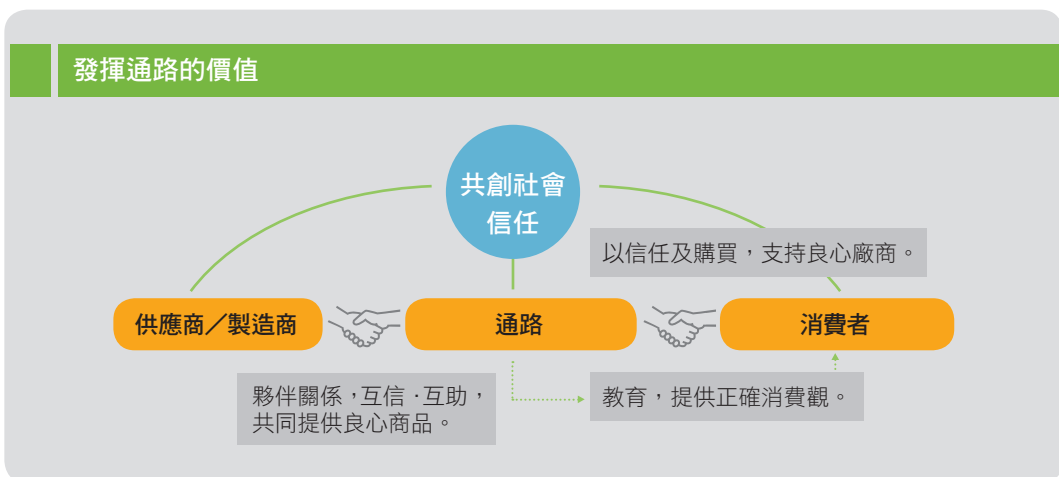 發揮通路的價值
共創社會
信任
以信任及購買，支持良心廠商。
供應商／製造商
通路
消費者
夥伴關係，互信·互助，
共同提供良心商品。
教育，提供正確消費觀。